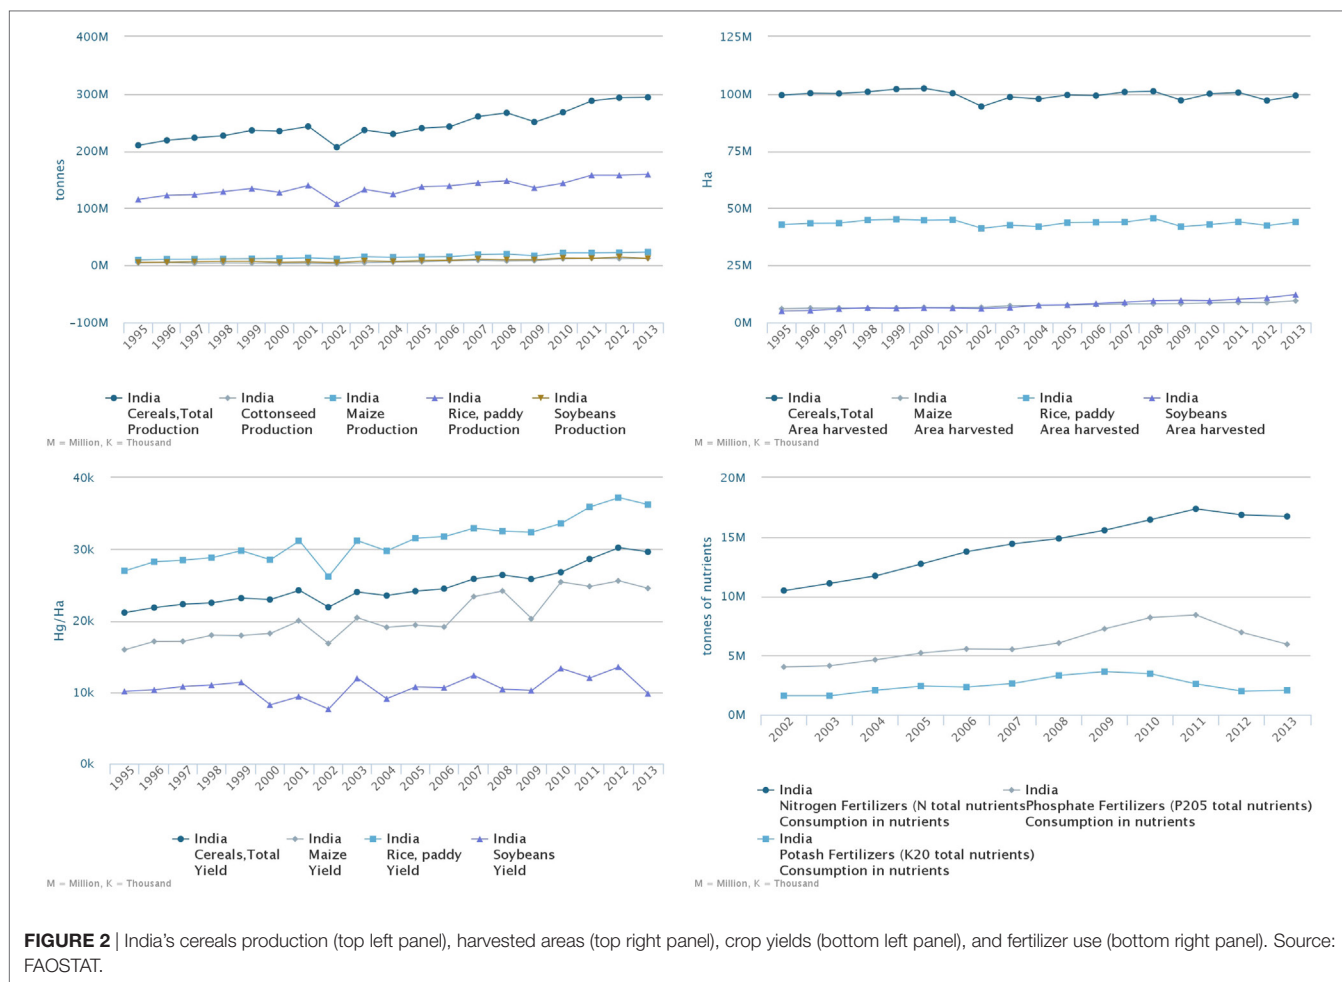 400M
300M
200M
100M
0M
−100M
tonnes
1995 1996 1997 1998 1999 2000 2001 2002 2003 2004 2005 2006 2007 2008 2009 2010 2011 2012 2013
India India India India India
Cereals,Total Cottonseed Maize Rice, paddy Soybeans
Production Production Production Production Production
M = Million, K = Thousand
125M
100M
75M
50M
25M
0M
Ha
1995 1996 1997 1998 1999 2000 2001 2002 2003 2004 2005 2006 2007 2008 2009 2010 2011 2012 2013
India India India India
Cereals,Total Maize Rice, paddy Soybeans
Area harvested Area harvested Area harvested Area harvested
M = Million, K = Thousand
40k
30k
20k
10k
0k
Hg/Ha
1995 1996 1997 1998 1999 2000 2001 2002 2003 2004 2005 2006 2007 2008 2009 2010 2011 2012 2013
India India India India
Cereals,Total Maize Rice, paddy Soybeans
Yield Yield Yield Yield
M = Million, K = Thousand
20M
15M
10M
5M
0M
tonnes of nutrients
2002 2003 2004 2005 2006 2007 2008 2009 2010 2011 2012 2013
India India
Nitrogen Fertilizers (N total nutrients Phosphate Fertilizers (P205 total nutrients)
Consumption in nutrients Consumption in nutrients
India
Potash Fertilizers (K20 total nutrients)
Consumption in nutrients
M = Million, K = Thousand
FIGURE 2 | India's cereals production (top left panel), harvested areas (top right panel), crop yields (bottom left panel), and fertilizer use (bottom right panel). Source:
FAOSTAT.